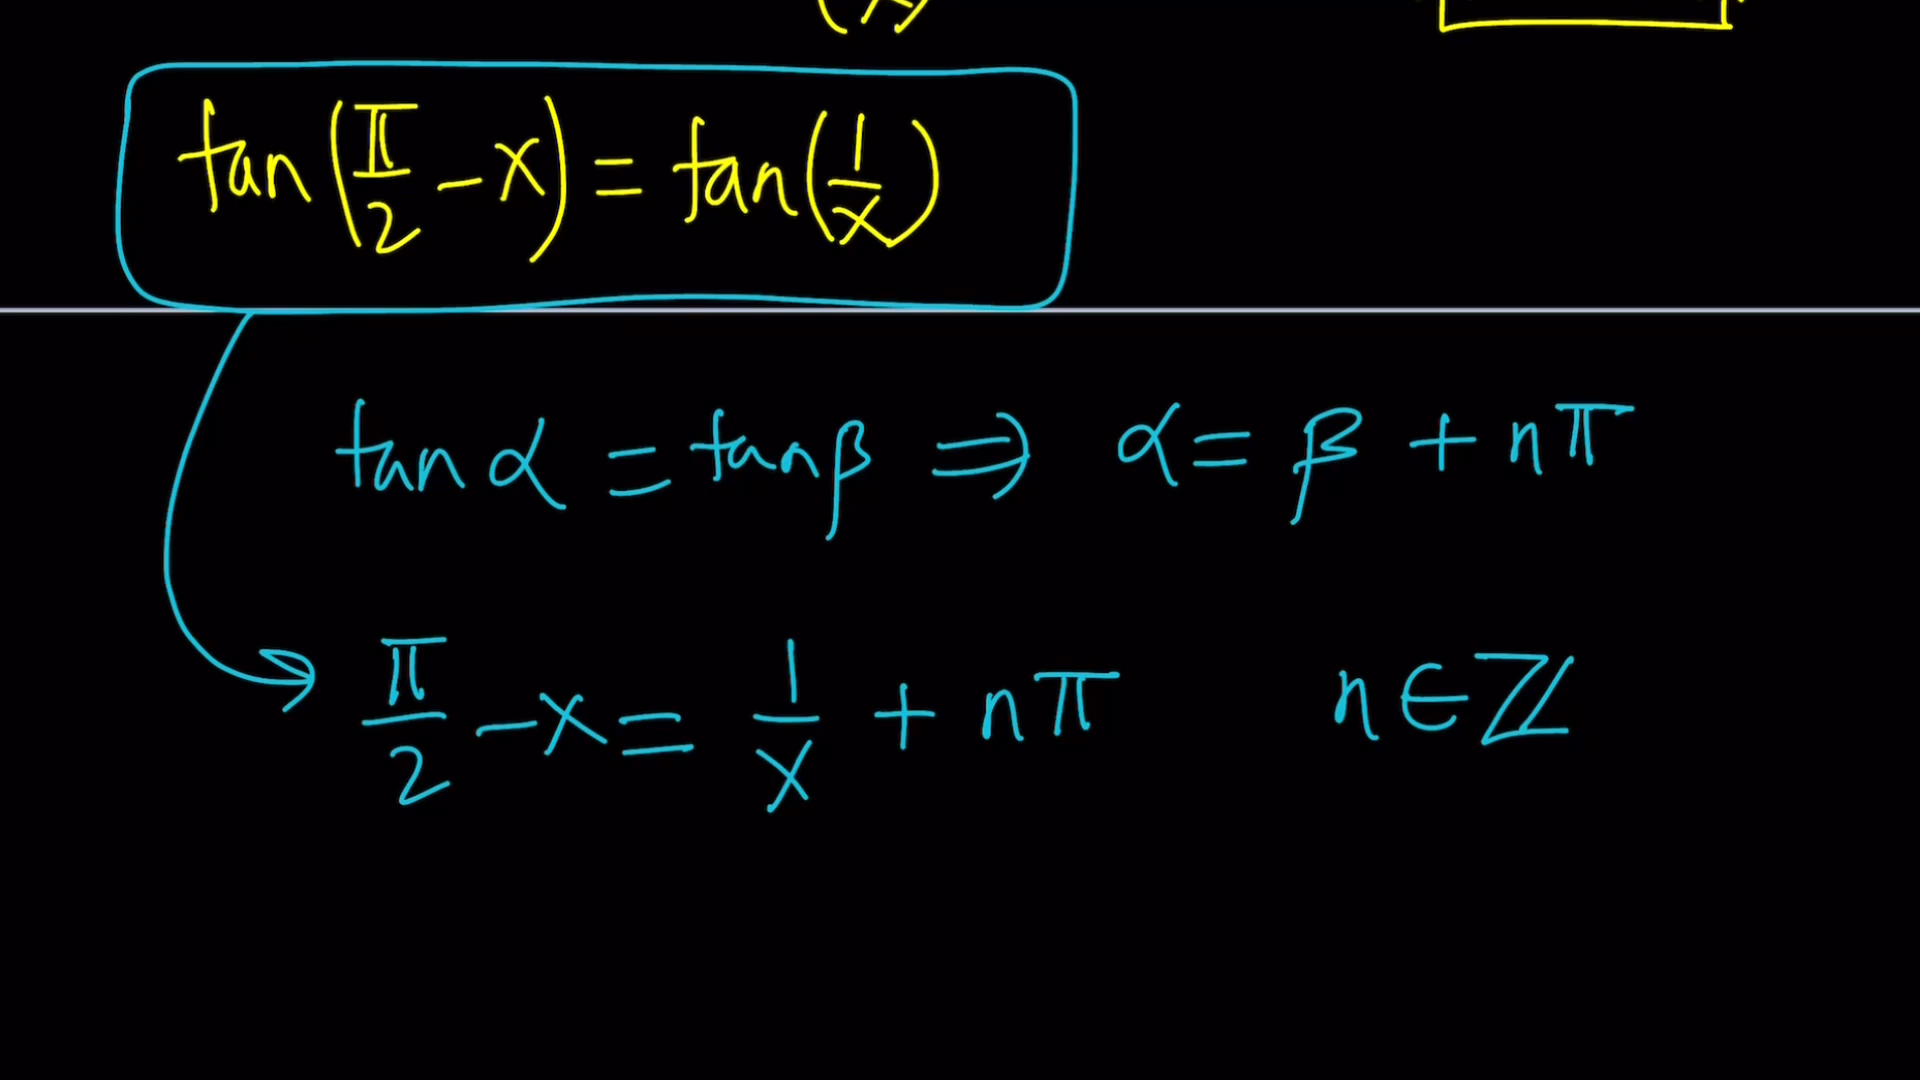 tan(π/2 - x) = tan(1/x)
tan α = tan β ⇒ α = β + nπ
π/2 - x = 1/x + nπ n ∈ ℤ